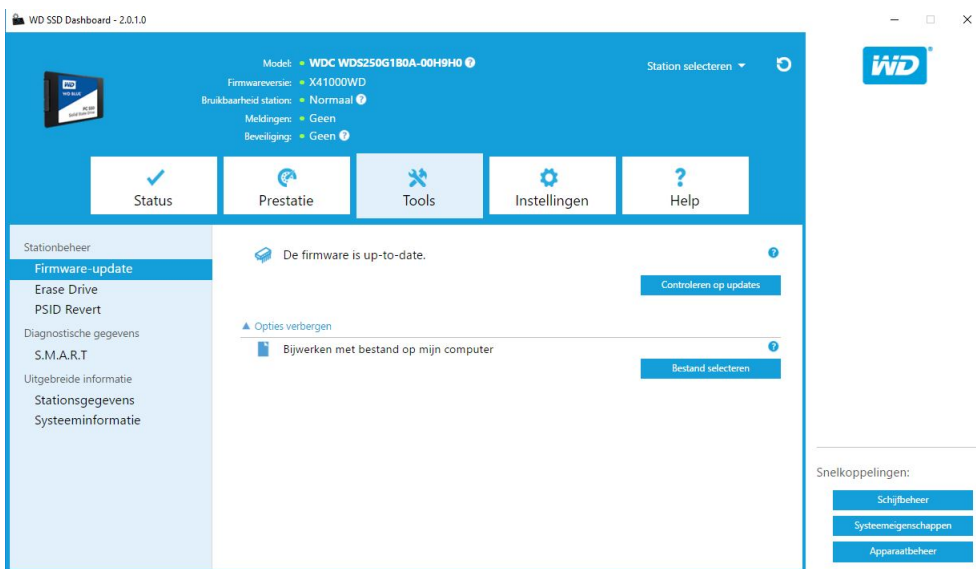 WD SSD Dashboard - 2.0.1.0
Model: WDC WDS250G1B0A-00H9H0
Firmwareversie: X41000WD
Bruikbaarheid station: Normaal
Meldingen: Geen
Beveiliging: Geen
Station selecteren
WD
WD
WD BLUE
Status
Prestatie
Tools
Instellingen
Help
Stationbeheer
Firmware-update
Erase Drive
PSID Revert
Diagnostische gegevens
S.M.A.R.T
Uitgebreide informatie
Stationsgegevens
Systeeminformatie
De firmware is up-to-date.
Controleren op updates
Opties verbergen
Bijwerken met bestand op mijn computer
Bestand selecteren
Snelkoppelingen:
Schijfbeheer
Systeemeigenschappen
Apparaatbeheer